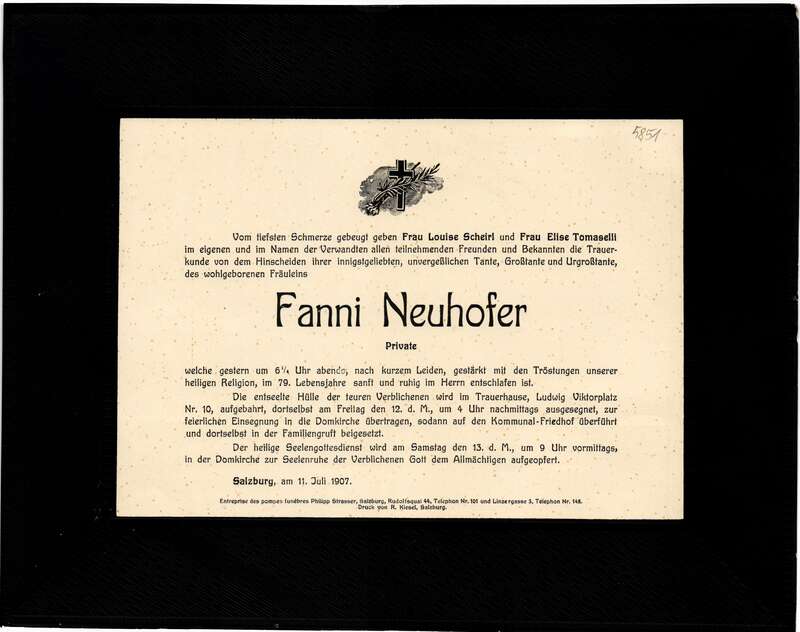 5851
Vom tiefsten Schmerze gebeugt geben Frau Louise Scheirl und Frau Elise Tomaselli
im eigenen und im Namen der Verwandten allen teilnehmenden Freunden und Bekannten die Trauer-
kunde von dem Hinscheiden ihrer innigstgeliebten, unvergeßlichen Tante, Großtante und Urgroßtante,
des wohlgeborenen Fräuleins
Fanni Neuhofer
Private
welche gestern um 6¼ Uhr abends, nach kurzem Leiden, gestärkt mit den Tröstungen unserer
heiligen Religion, im 79. Lebensjahre sanft und ruhig im Herrn entschlafen ist.
Die entseelte Hülle der teuren Verblichenen wird im Trauerhause, Ludwig Viktorplatz
Nr. 10, aufgebahrt, dortselbst am Freitag den 12. d. M., um 4 Uhr nachmittags ausgesegnet, zur
feierlichen Einsegnung in die Domkirche übertragen, sodann auf den Kommunal-Friedhof überführt
und dortselbst in der Familiengruft beigesetzt.
Der heilige Seelengottesdienst wird am Samstag den 13. d. M., um 9 Uhr vormittags,
in der Domkirche zur Seelenruhe der Verblichenen Gott dem Allmächtigen aufgeopfert.
Salzburg, am 11. Juli 1907.
Entreprise des pompes funèbres Philipp Strasser, Salzburg, Rudolfsquai 44, Telephon Nr. 101 und Linzergasse 3, Telephon Nr. 148.
Druck von R. Kiesel, Salzburg.